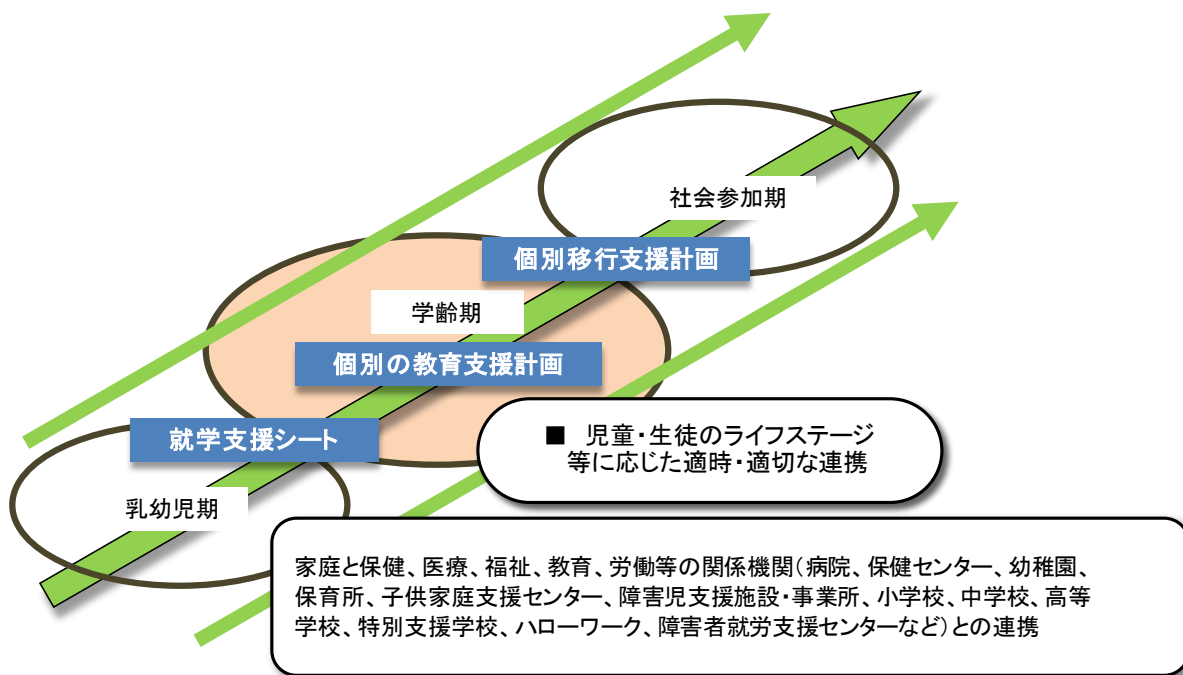 社会参加期
個別移行支援計画
学齢期
個別の教育支援計画
就学支援シート
■ 児童・生徒のライフステージ
等に応じた適時・適切な連携
乳幼児期
家庭と保健、医療、福祉、教育、労働等の関係機関(病院、保健センター、幼稚園、
保育所、子供家庭支援センター、障害児支援施設・事業所、小学校、中学校、高等
学校、特別支援学校、ハローワーク、障害者就労支援センターなど)との連携